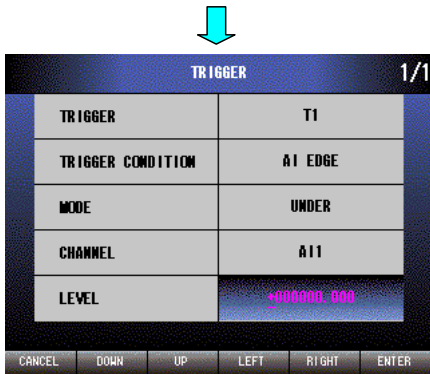 TRIGGER 1/1
TRIGGER T1
TRIGGER CONDITION AI EDGE
MODE UNDER
CHANNEL AI1
LEVEL +000000.000
CANCEL DOWN UP LEFT RIGHT ENTER